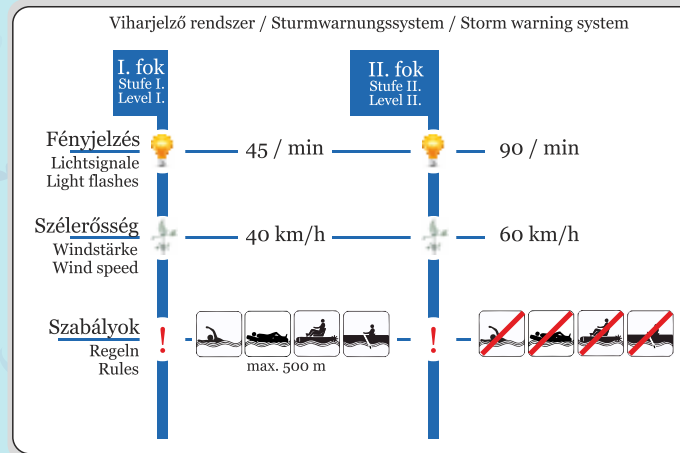 Viharjelző rendszer / Sturmwarnungssystem / Storm warning system
I. fok
Stufe I.
Level I.
II. fok
Stufe II.
Level II.
Fényjelzés
Lichtsignale
Light flashes
45 / min
90 / min
Szélerősség
Windstärke
Wind speed
40 km/h
60 km/h
Szabályok
Regeln
Rules
!
max. 500 m
!